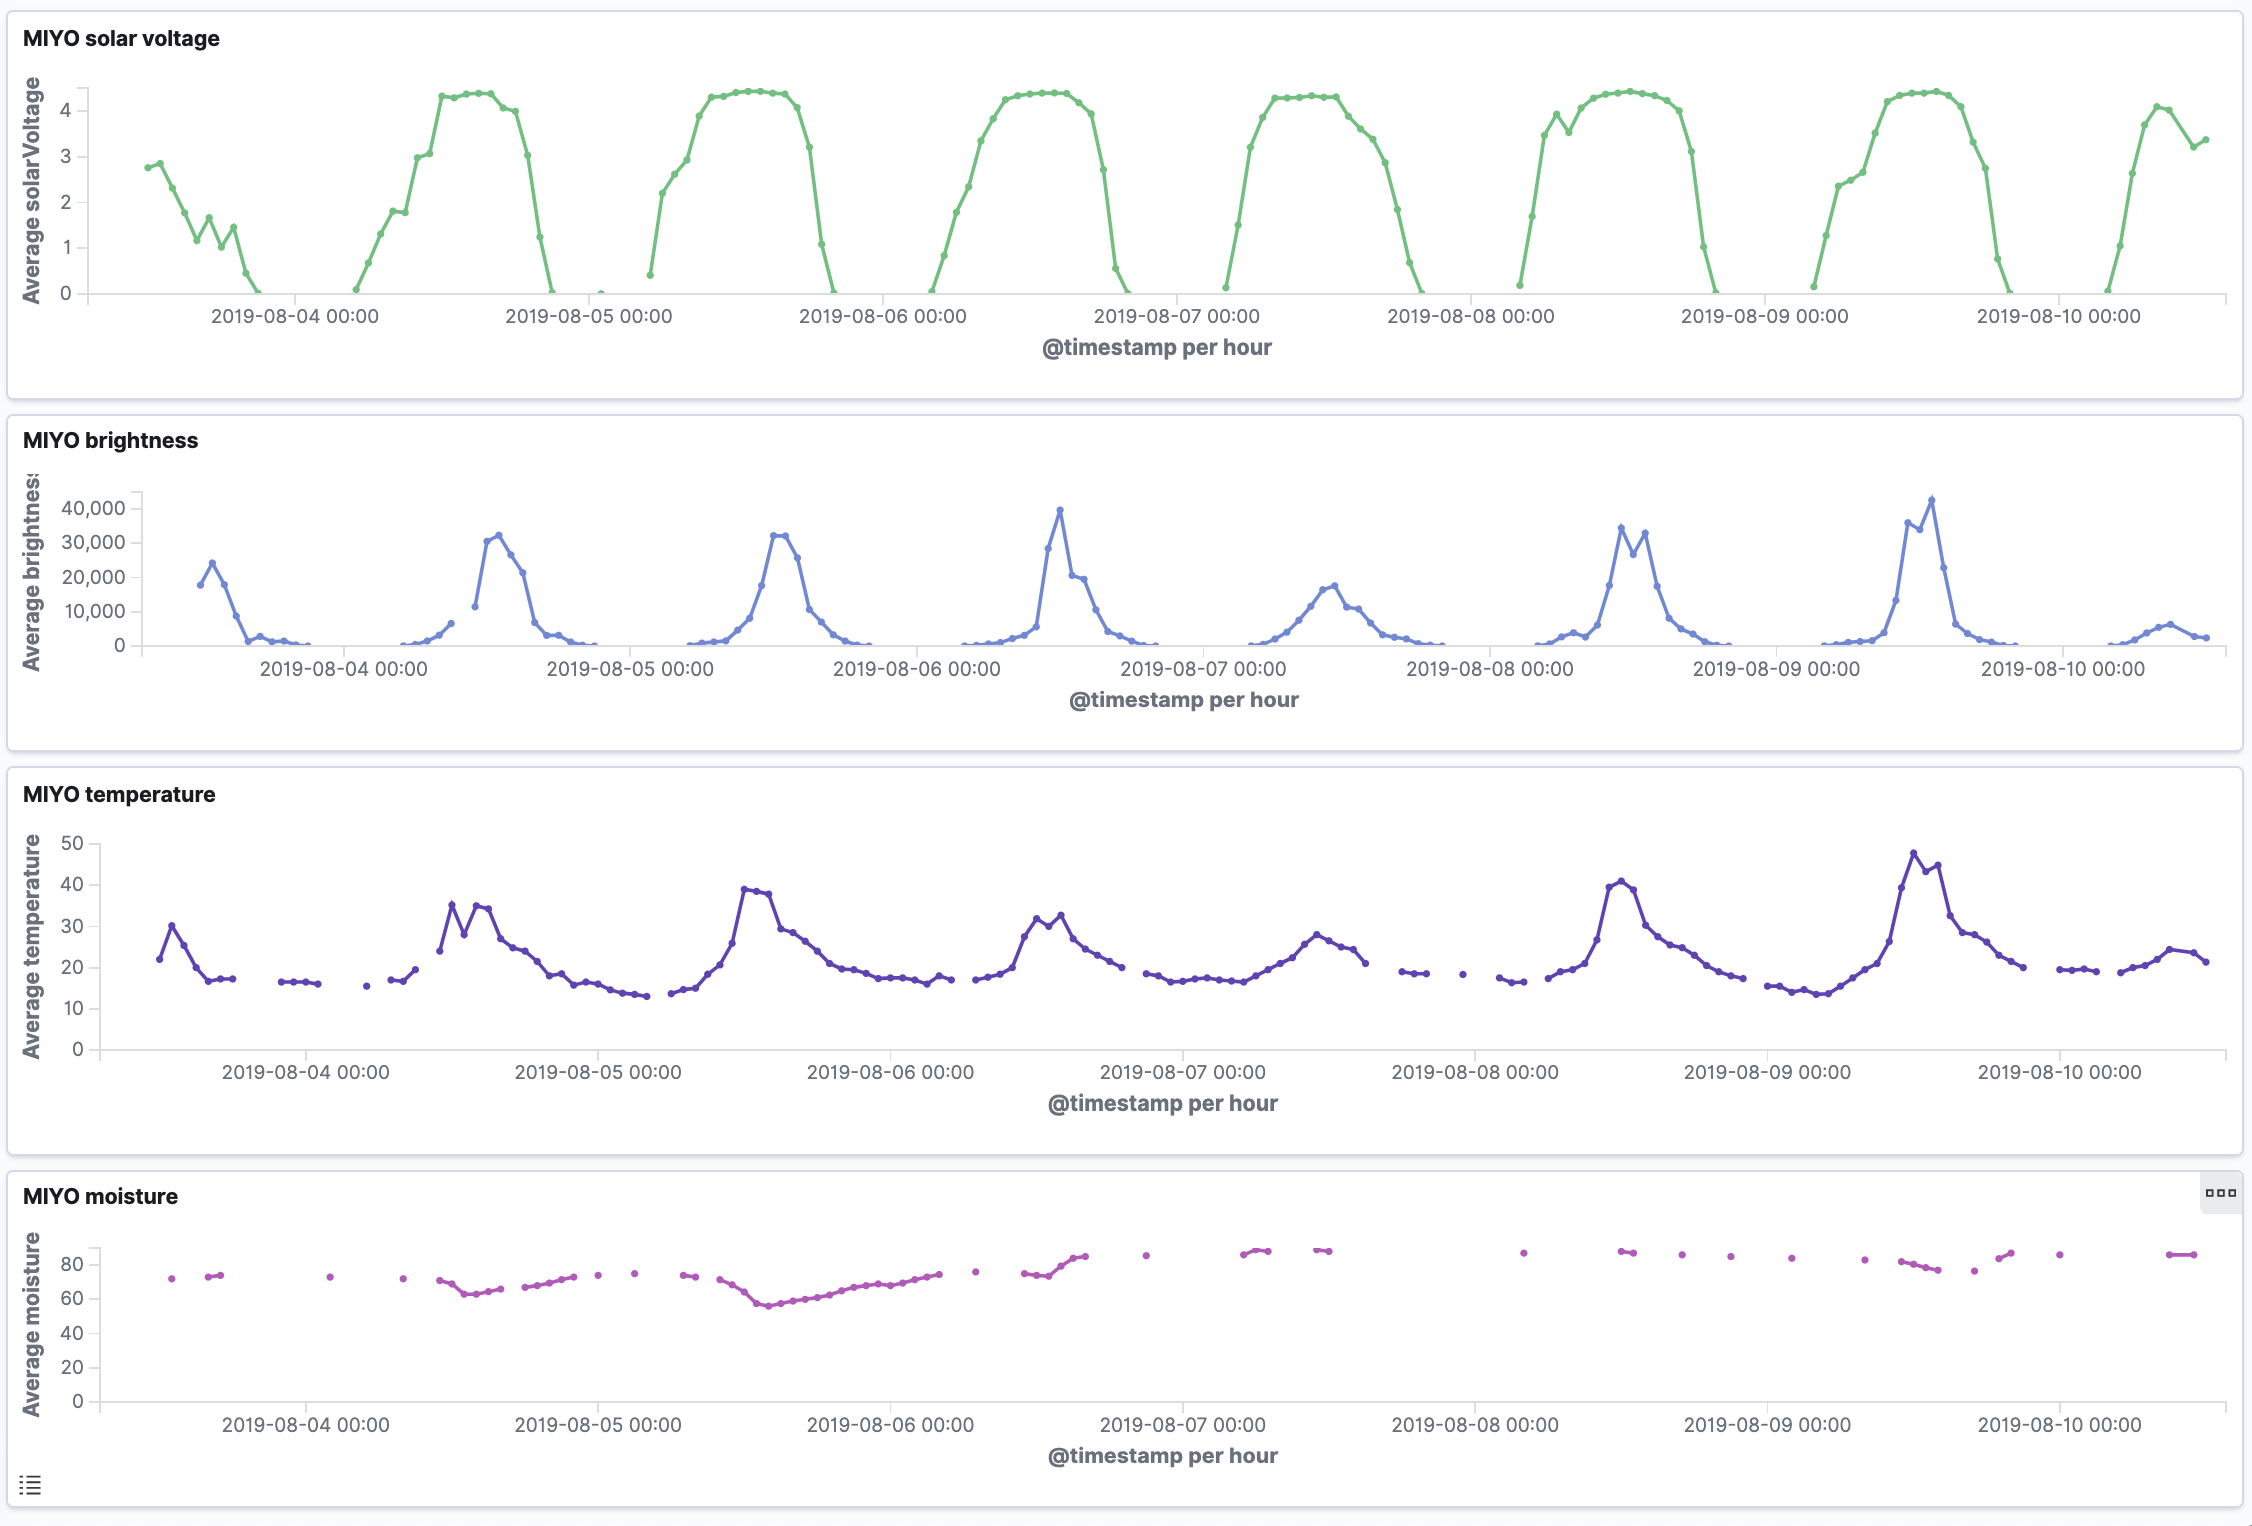 MIYO solar voltage
Average solarVoltage
4
3
2
1
0
2019-08-04 00:00 2019-08-05 00:00 2019-08-06 00:00 2019-08-07 00:00 2019-08-08 00:00 2019-08-09 00:00 2019-08-10 00:00
@timestamp per hour
MIYO brightness
Average brightness
40,000
30,000
20,000
10,000
0
2019-08-04 00:00 2019-08-05 00:00 2019-08-06 00:00 2019-08-07 00:00 2019-08-08 00:00 2019-08-09 00:00 2019-08-10 00:00
@timestamp per hour
MIYO temperature
Average temperature
50
40
30
20
10
0
2019-08-04 00:00 2019-08-05 00:00 2019-08-06 00:00 2019-08-07 00:00 2019-08-08 00:00 2019-08-09 00:00 2019-08-10 00:00
@timestamp per hour
MIYO moisture
Average moisture
80
60
40
20
0
2019-08-04 00:00 2019-08-05 00:00 2019-08-06 00:00 2019-08-07 00:00 2019-08-08 00:00 2019-08-09 00:00 2019-08-10 00:00
@timestamp per hour